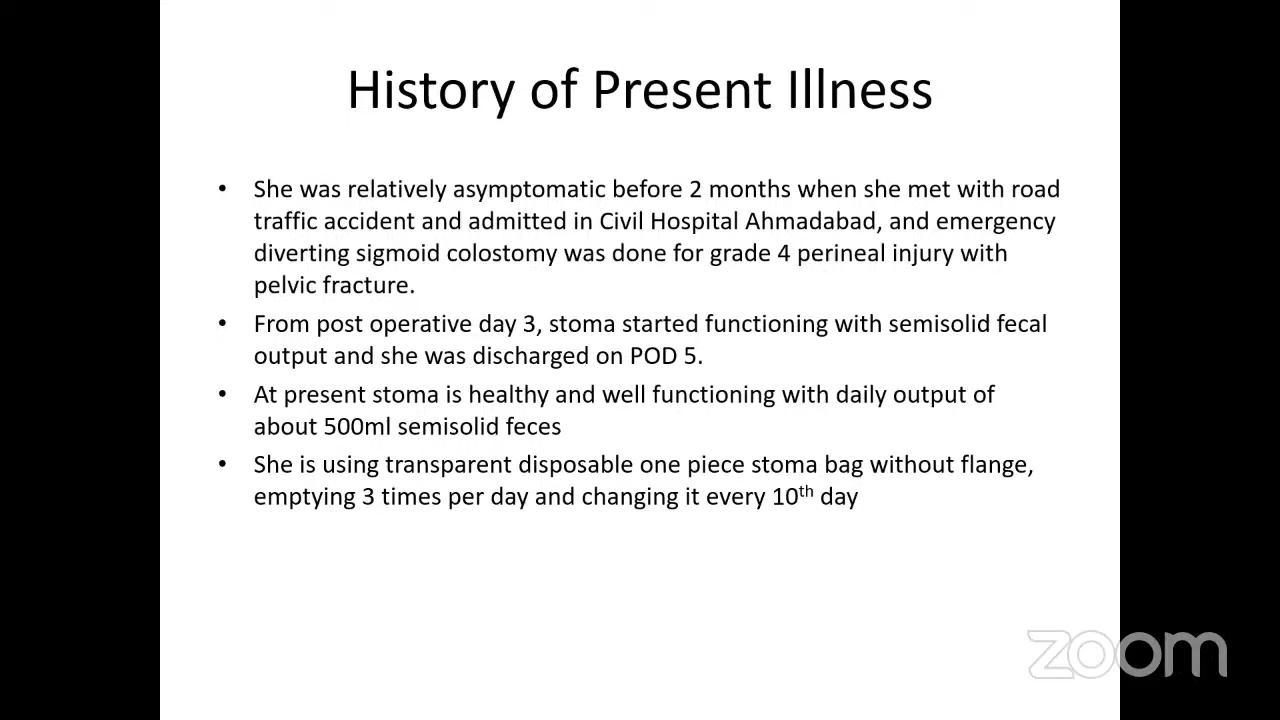 History of Present Illness
• She was relatively asymptomatic before 2 months when she met with road
traffic accident and admitted in Civil Hospital Ahmadabad, and emergency
diverting sigmoid colostomy was done for grade 4 perineal injury with
pelvic fracture.
• From post operative day 3, stoma started functioning with semisolid fecal
output and she was discharged on POD 5.
• At present stoma is healthy and well functioning with daily output of
about 500ml semisolid feces
• She is using transparent disposable one piece stoma bag without flange,
emptying 3 times per day and changing it every 10th day
zoom